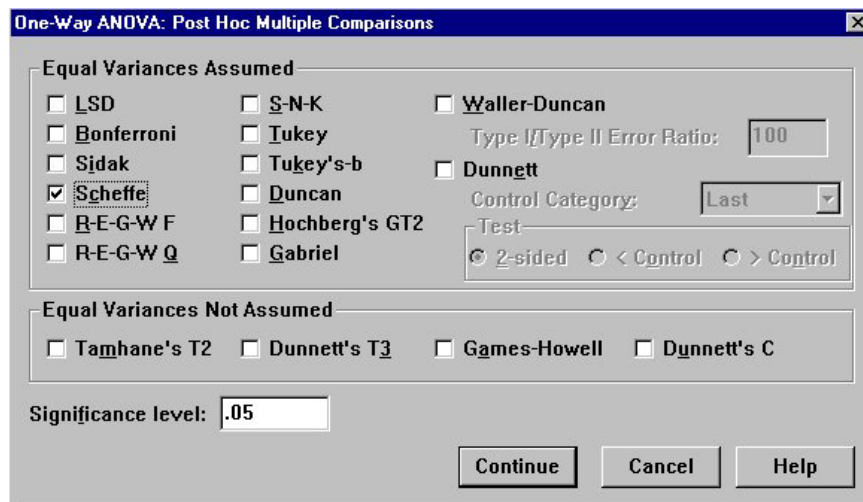 One-Way ANOVA: Post Hoc Multiple Comparisons
Equal Variances Assumed
LSD
S-N-K
Waller-Duncan
Bonferroni
Tukey
Type I/Type II Error Ratio: 100
Sidak
Tukey's-b
Dunnett
Scheffe
Duncan
Control Category: Last
R-E-G-W F
Hochberg's GT2
Test
R-E-G-W Q
Gabriel
2-sided
< Control
> Control
Equal Variances Not Assumed
Tamhane's T2
Dunnett's T3
Games-Howell
Dunnett's C
Significance level: .05
Continue
Cancel
Help